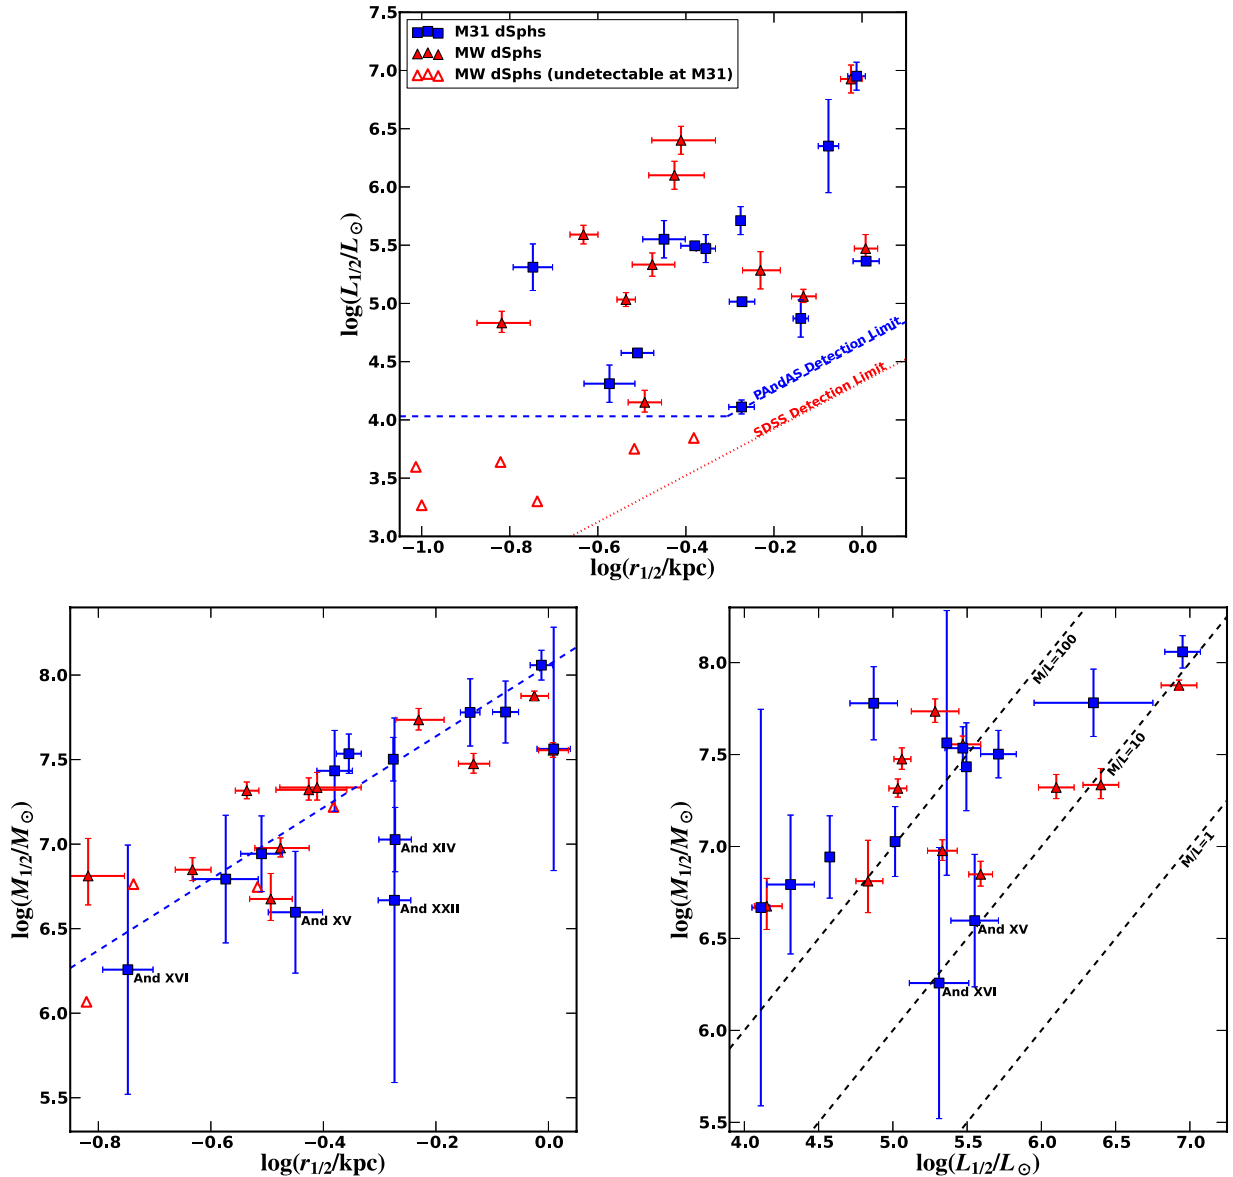 7.5
7.0
6.5
6.0
5.5
5.0
4.5
4.0
3.5
3.0
log(L1/2/L⊙)
M31 dSphs
MW dSphs
MW dSphs (undetectable at M31)
PAndAS Detection Limit
SDSS Detection Limit
−1.0 −0.8 −0.6 −0.4 −0.2 0.0
log(r1/2/kpc)
8.0
7.5
7.0
6.5
6.0
5.5
log(M1/2/M⊙)
And XIV
And XXII
And XV
And XVI
−0.8 −0.6 −0.4 −0.2 0.0
log(r1/2/kpc)
8.0
7.5
7.0
6.5
6.0
5.5
log(M1/2/M⊙)
M/L=100
M/L=10
M/L=1
And XV
And XVI
4.0 4.5 5.0 5.5 6.0 6.5 7.0
log(L1/2/L⊙)